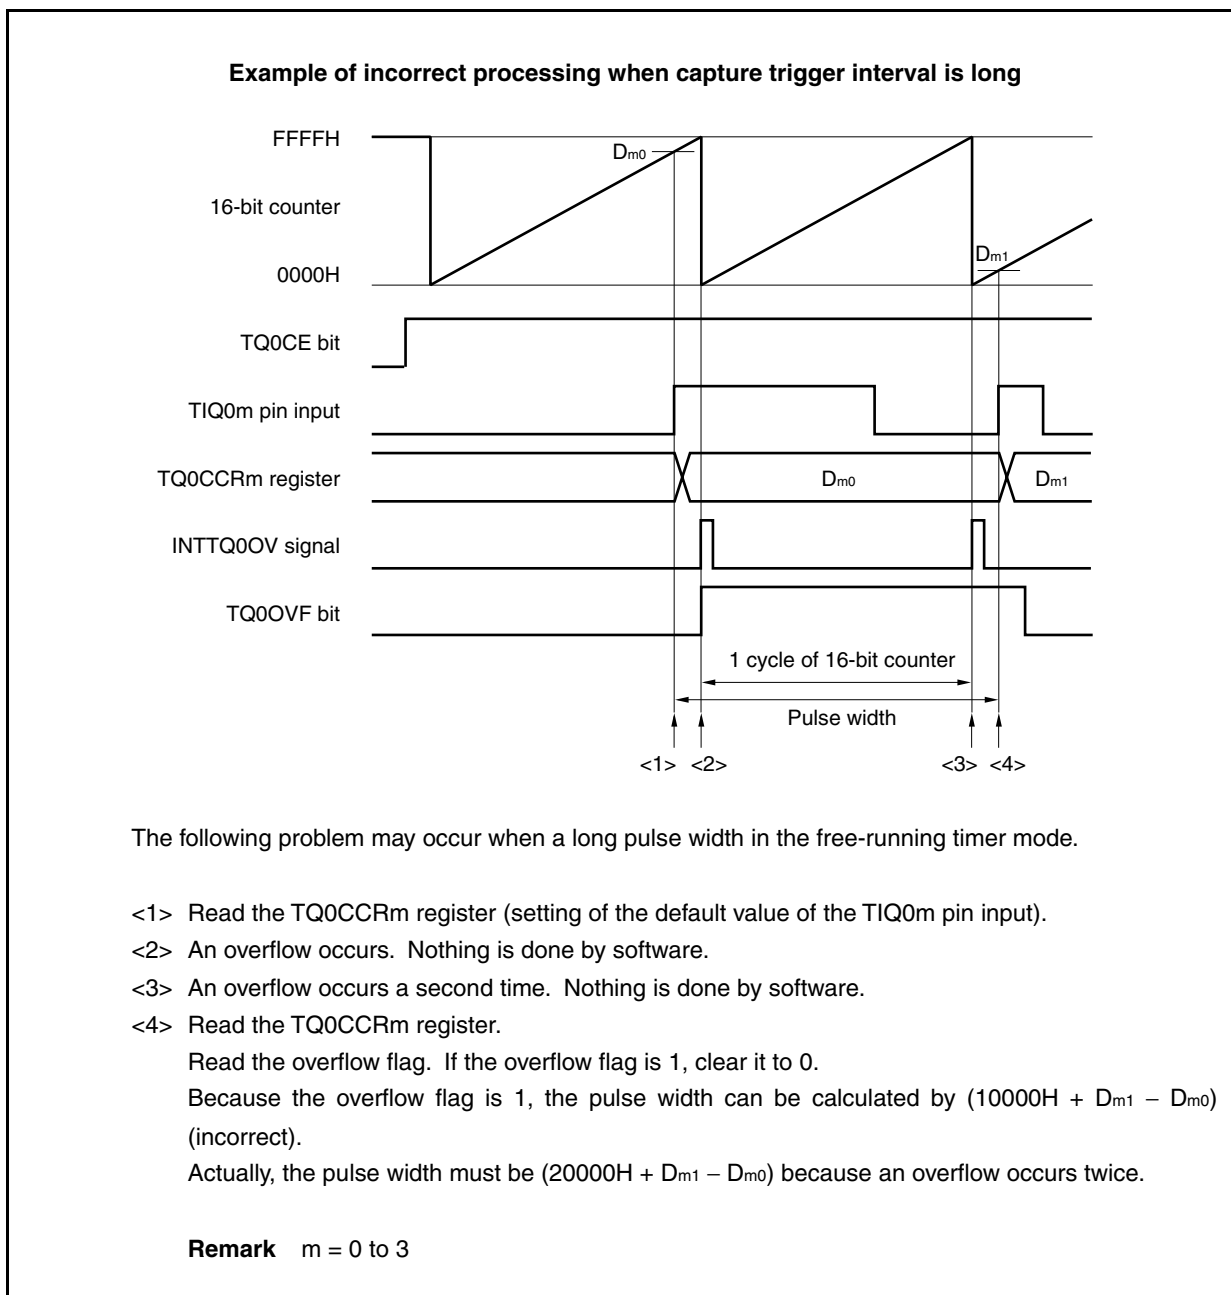 Example of incorrect processing when capture trigger interval is long
FFFFH
Dm0
16-bit counter
Dm1
0000H
TQ0CE bit
TIQ0m pin input
TQ0CCRm register
Dm0
Dm1
INTTQ0OV signal
TQ0OVF bit
1 cycle of 16-bit counter
Pulse width
<1> <2> <3> <4>
The following problem may occur when a long pulse width in the free-running timer mode.
<1> Read the TQ0CCRm register (setting of the default value of the TIQ0m pin input).
<2> An overflow occurs. Nothing is done by software.
<3> An overflow occurs a second time. Nothing is done by software.
<4> Read the TQ0CCRm register.
Read the overflow flag. If the overflow flag is 1, clear it to 0.
Because the overflow flag is 1, the pulse width can be calculated by (10000H + Dm1 – Dm0)
(incorrect).
Actually, the pulse width must be (20000H + Dm1 – Dm0) because an overflow occurs twice.
Remark m = 0 to 3